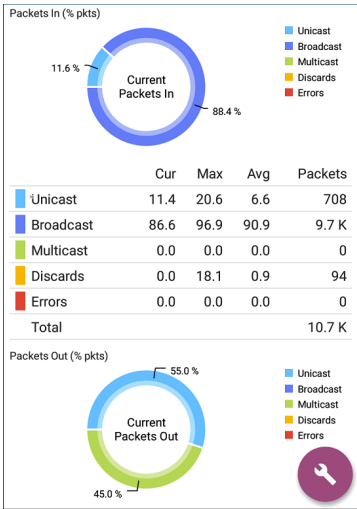 Packets In (% pkts)
11.6 %
Current
Packets In
88.4 %
Unicast
Broadcast
Multicast
Discards
Errors
Cur Max Avg Packets
Unicast 11.4 20.6 6.6 708
Broadcast 86.6 96.9 90.9 9.7 K
Multicast 0.0 0.0 0.0 0
Discards 0.0 18.1 0.9 94
Errors 0.0 0.0 0.0 0
Total 10.7 K
Packets Out (% pkts)
55.0 %
Current
Packets Out
45.0 %
Unicast
Broadcast
Multicast
Discards
Errors